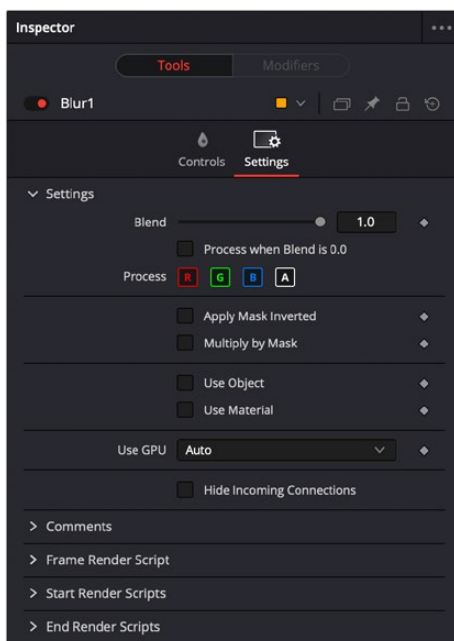 Inspector
Tools Modifiers
Blur1
Controls Settings
Settings
Blend 1.0
Process when Blend is 0.0
Process R G B A
Apply Mask Inverted
Multiply by Mask
Use Object
Use Material
Use GPU Auto
Hide Incoming Connections
Comments
Frame Render Script
Start Render Scripts
End Render Scripts